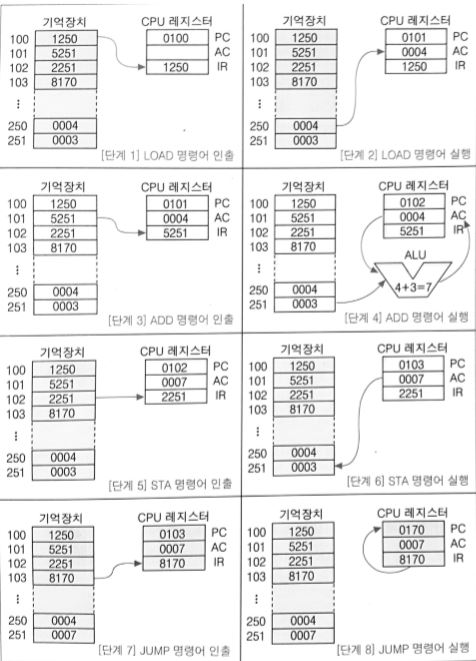 기억장치 CPU 레지스터
100 1250 0100 PC
101 5251 AC
102 2251 1250 IR
103 8170
⋮
250 0004
251 0003
[단계 1] LOAD 명령어 인출
기억장치 CPU 레지스터
100 1250 0101 PC
101 5251 0004 AC
102 2251 1250 IR
103 8170
⋮
250 0004
251 0003
[단계 2] LOAD 명령어 실행
기억장치 CPU 레지스터
100 1250 0101 PC
101 5251 0004 AC
102 2251 5251 IR
103 8170
⋮
250 0004
251 0003
[단계 3] ADD 명령어 인출
기억장치 CPU 레지스터
100 1250 0102 PC
101 5251 0004 AC
102 2251 5251 IR
103 8170
ALU
⋮
250 0004 4+3=7
251 0003
[단계 4] ADD 명령어 실행
기억장치 CPU 레지스터
100 1250 0102 PC
101 5251 0007 AC
102 2251 2251 IR
103 8170
⋮
250 0004
251 0003
[단계 5] STA 명령어 인출
기억장치 CPU 레지스터
100 1250 0103 PC
101 5251 0007 AC
102 2251 2251 IR
103 8170
⋮
250 0004
251 0003
[단계 6] STA 명령어 실행
기억장치 CPU 레지스터
100 1250 0103 PC
101 5251 0007 AC
102 2251 8170 IR
103 8170
⋮
250 0004
251 0007
[단계 7] JUMP 명령어 인출
기억장치 CPU 레지스터
100 1250 0170 PC
101 5251 0007 AC
102 2251 8170 IR
103 8170
⋮
250 0004
251 0007
[단계 8] JUMP 명령어 실행